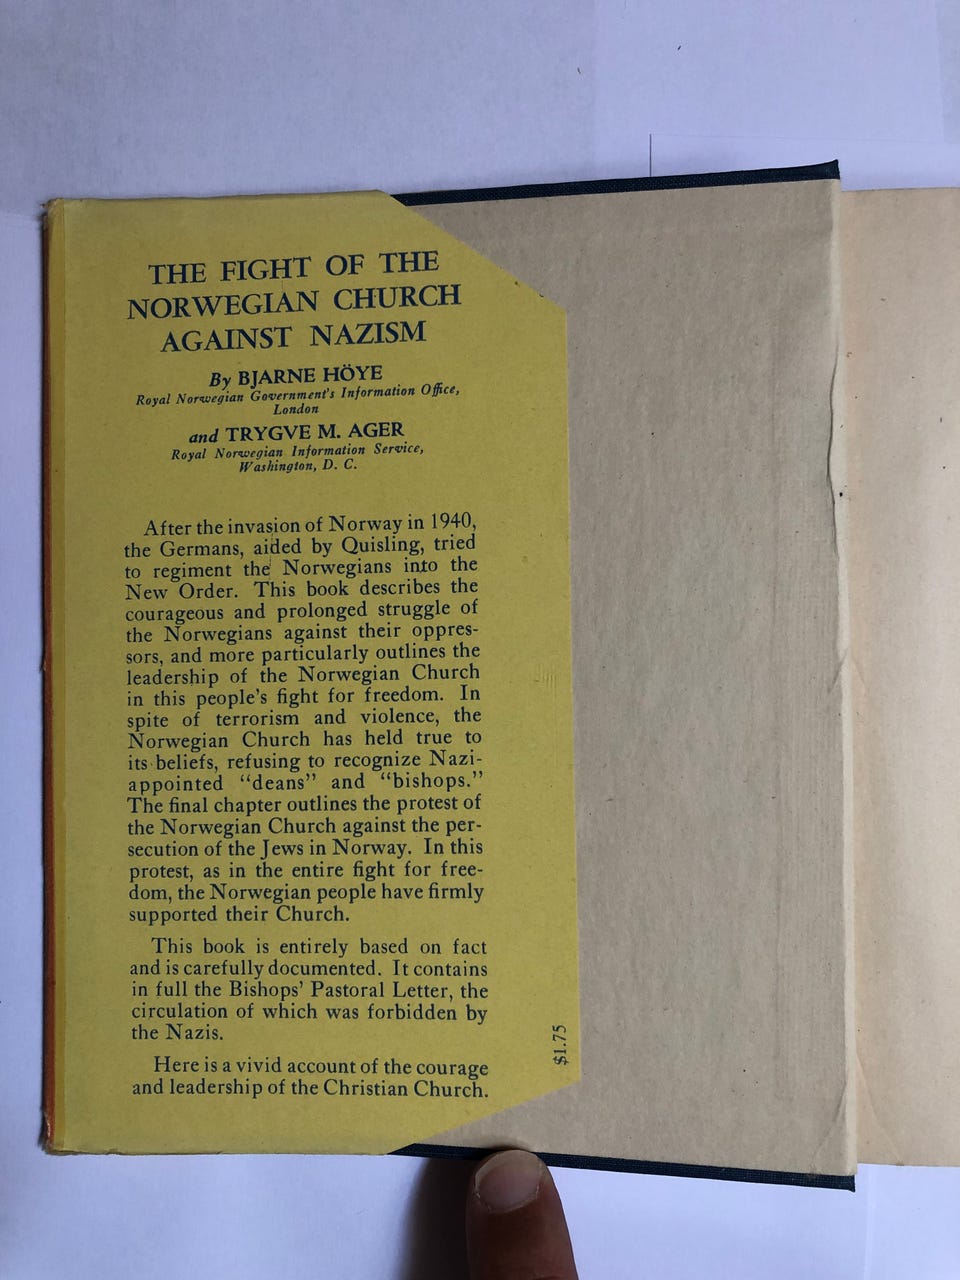 THE FIGHT OF THE
NORWEGIAN CHURCH
AGAINST NAZISM
By BJARNE HÖYE
Royal Norwegian Government's Information Office,
London
and TRYGVE M. AGER
Royal Norwegian Information Service,
Washington, D. C.
After the invasion of Norway in 1940,
the Germans, aided by Quisling, tried
to regiment the Norwegians into the
New Order. This book describes the
courageous and prolonged struggle of
the Norwegians against their oppres-
sors, and more particularly outlines the
leadership of the Norwegian Church
in this people's fight for freedom. In
spite of terrorism and violence, the
Norwegian Church has held true to
its beliefs, refusing to recognize Nazi-
appointed “deans” and “bishops.”
The final chapter outlines the protest of
the Norwegian Church against the per-
secution of the Jews in Norway. In this
protest, as in the entire fight for free-
dom, the Norwegian people have firmly
supported their Church.
This book is entirely based on fact
and is carefully documented. It contains
in full the Bishops' Pastoral Letter, the
circulation of which was forbidden by
the Nazis.
Here is a vivid account of the courage
and leadership of the Christian Church.
$1.75